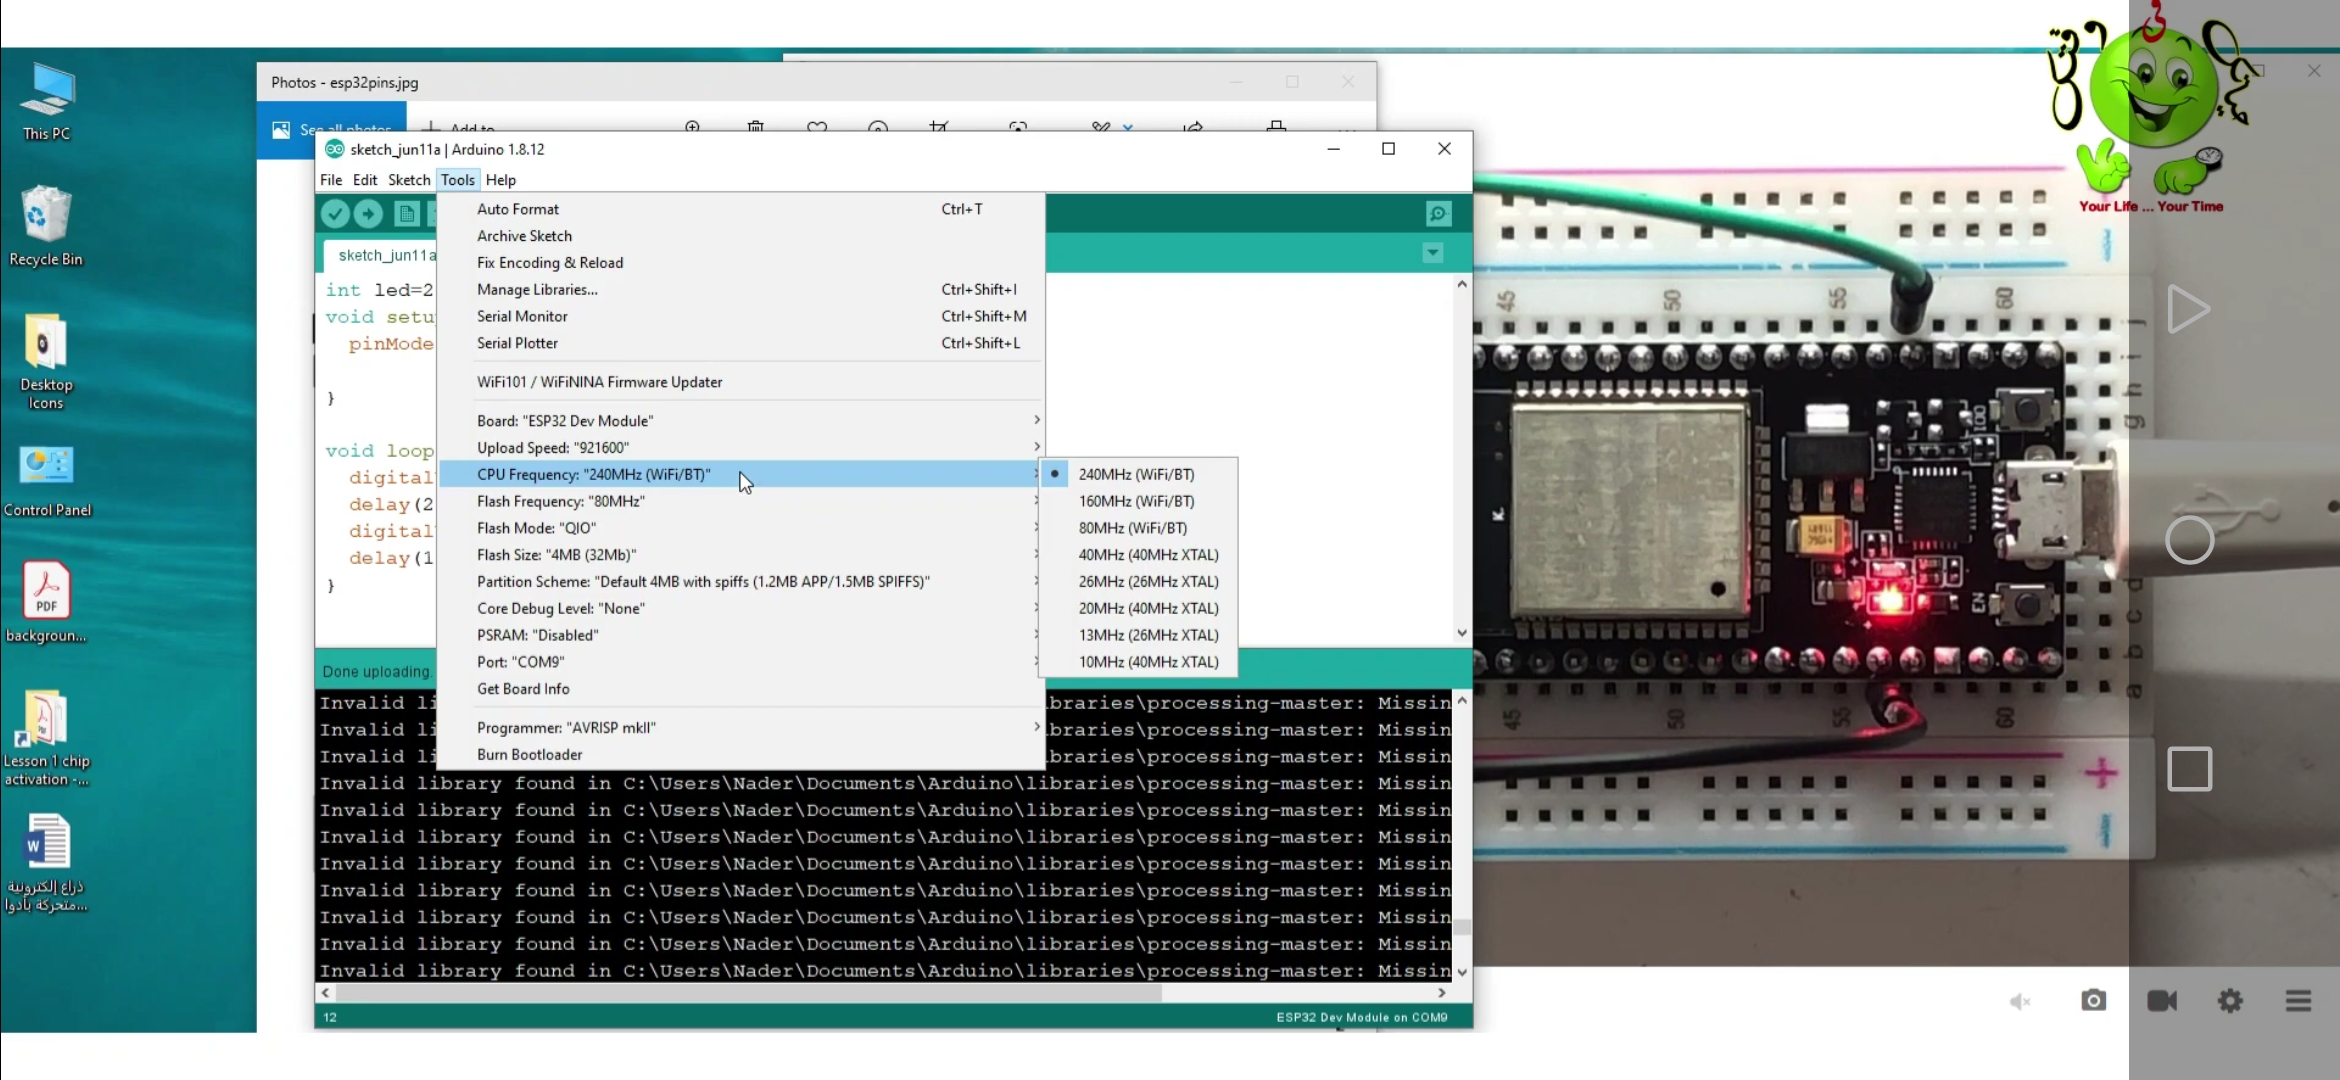 This PC
Recycle Bin
Desktop
Icons
Control Panel
PDF
backgroun...
Lesson 1 chip
activation -...
W
ذراع إلكترونية
متحركة بأدوا...
Photos - esp32pins.jpg
See all photos
Add to
sketch_jun11a | Arduino 1.8.12
File Edit Sketch Tools Help
sketch_jun11a
int led=2
void setu
pinMode
}
void loop
digital
delay(2
digital
delay(1
}
Auto Format Ctrl+T
Archive Sketch
Fix Encoding & Reload
Manage Libraries... Ctrl+Shift+I
Serial Monitor Ctrl+Shift+M
Serial Plotter Ctrl+Shift+L
WiFi101 / WiFiNINA Firmware Updater
Board: "ESP32 Dev Module"
Upload Speed: "921600"
CPU Frequency: "240MHz (WiFi/BT)"
Flash Frequency: "80MHz"
Flash Mode: "QIO"
Flash Size: "4MB (32Mb)"
Partition Scheme: "Default 4MB with spiffs (1.2MB APP/1.5MB SPIFFS)"
Core Debug Level: "None"
PSRAM: "Disabled"
Port: "COM9"
Get Board Info
Programmer: "AVRISP mkII"
Burn Bootloader
240MHz (WiFi/BT)
160MHz (WiFi/BT)
80MHz (WiFi/BT)
40MHz (40MHz XTAL)
26MHz (26MHz XTAL)
20MHz (40MHz XTAL)
13MHz (26MHz XTAL)
10MHz (40MHz XTAL)
Done uploading.
Invalid li braries\processing-master: Missin
Invalid li braries\processing-master: Missin
Invalid li braries\processing-master: Missin
Invalid library found in C:\Users\Nader\Documents\Arduino\libraries\processing-master: Missin
Invalid library found in C:\Users\Nader\Documents\Arduino\libraries\processing-master: Missin
Invalid library found in C:\Users\Nader\Documents\Arduino\libraries\processing-master: Missin
Invalid library found in C:\Users\Nader\Documents\Arduino\libraries\processing-master: Missin
Invalid library found in C:\Users\Nader\Documents\Arduino\libraries\processing-master: Missin
Invalid library found in C:\Users\Nader\Documents\Arduino\libraries\processing-master: Missin
Invalid library found in C:\Users\Nader\Documents\Arduino\libraries\processing-master: Missin
Invalid library found in C:\Users\Nader\Documents\Arduino\libraries\processing-master: Missin
12 ESP32 Dev Module on COM9
Your Life ... Your Time
45 50 55 60
j
i
h
g
EN
d
c
b
a
45 50 55 60